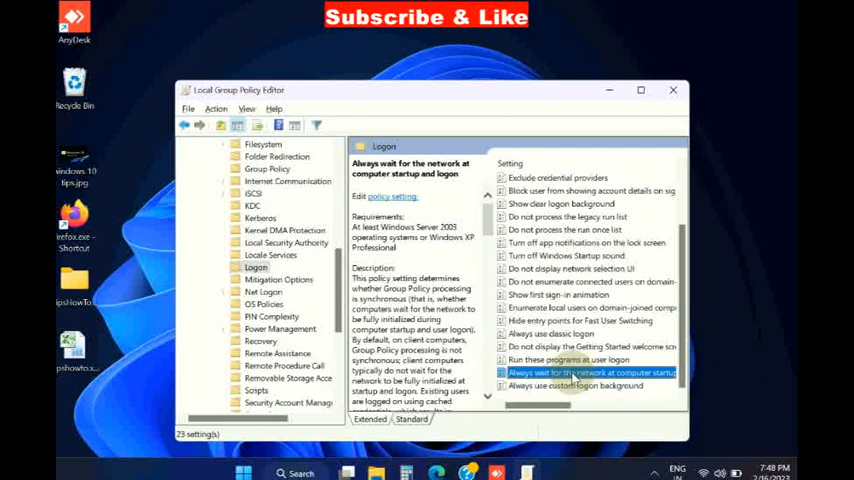 Subscribe & Like
AnyDesk
Recycle Bin
windows 10
tips.jpg
firefox.exe -
Shortcut
tipsHowTo...
tipshowto.x...
Local Group Policy Editor
File Action View Help
Filesystem
Folder Redirection
Group Policy
Internet Communication
iSCSI
KDC
Kerberos
Kernel DMA Protection
Local Security Authority
Locale Services
Logon
Mitigation Options
Net Logon
OS Policies
PIN Complexity
Power Management
Recovery
Remote Assistance
Remote Procedure Call
Removable Storage Acce
Scripts
Security Account Manag
Logon
Always wait for the network at
computer startup and logon
Edit policy setting.
Requirements:
At least Windows Server 2003
operating systems or Windows XP
Professional
Description:
This policy setting determines
whether Group Policy processing
is synchronous (that is, whether
computers wait for the network to
be fully initialized during
computer startup and user logon).
By default, on client computers,
Group Policy processing is not
synchronous; client computers
typically do not wait for the
network to be fully initialized at
startup and logon. Existing users
are logged on using cached
Setting
Exclude credential providers
Block user from showing account details on sig
Show clear logon background
Do not process the legacy run list
Do not process the run once list
Turn off app notifications on the lock screen
Turn off Windows Startup sound
Do not display network selection UI
Do not enumerate connected users on domain-
Show first sign-in animation
Enumerate local users on domain-joined comp
Hide entry points for Fast User Switching
Always use classic logon
Do not display the Getting Started welcome scr
Run these programs at user logon
Always wait for the network at computer startup
Always use custom logon background
Extended Standard
23 setting(s)
Search
ENG
IN
7:48 PM
2/16/2023